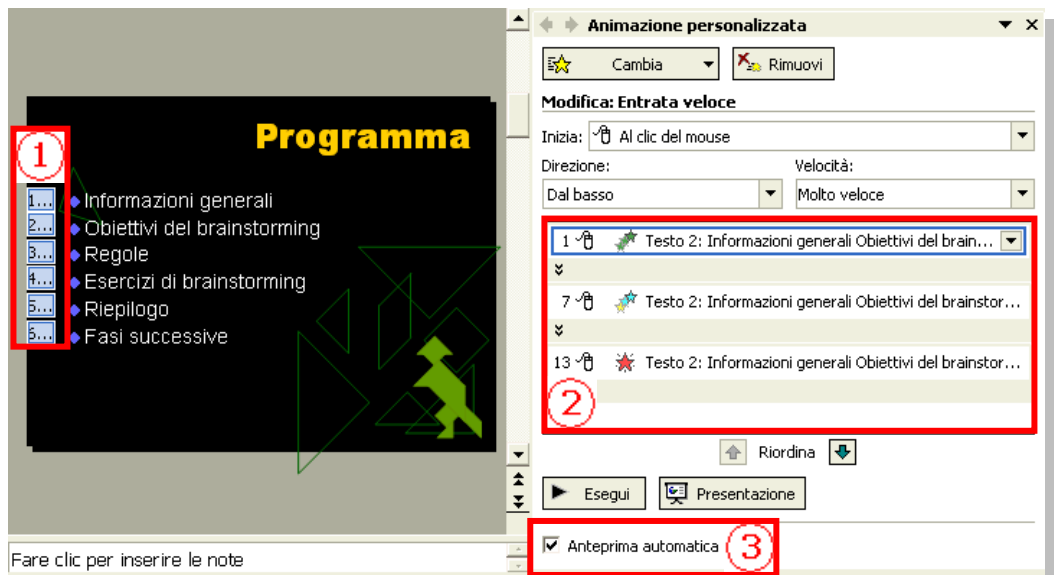 Programma
1
1...
2...
3...
4...
5...
6...
Informazioni generali
Obiettivi del brainstorming
Regole
Esercizi di brainstorming
Riepilogo
Fasi successive
Fare clic per inserire le note
Animazione personalizzata
Cambia
Rimuovi
Modifica: Entrata veloce
Inizia: Al clic del mouse
Direzione: Velocità:
Dal basso Molto veloce
1 Testo 2: Informazioni generali Obiettivi del brain...
7 Testo 2: Informazioni generali Obiettivi del brainstor...
13 Testo 2: Informazioni generali Obiettivi del brainstor...
2
Riordina
Esegui Presentazione
Anteprima automatica 3